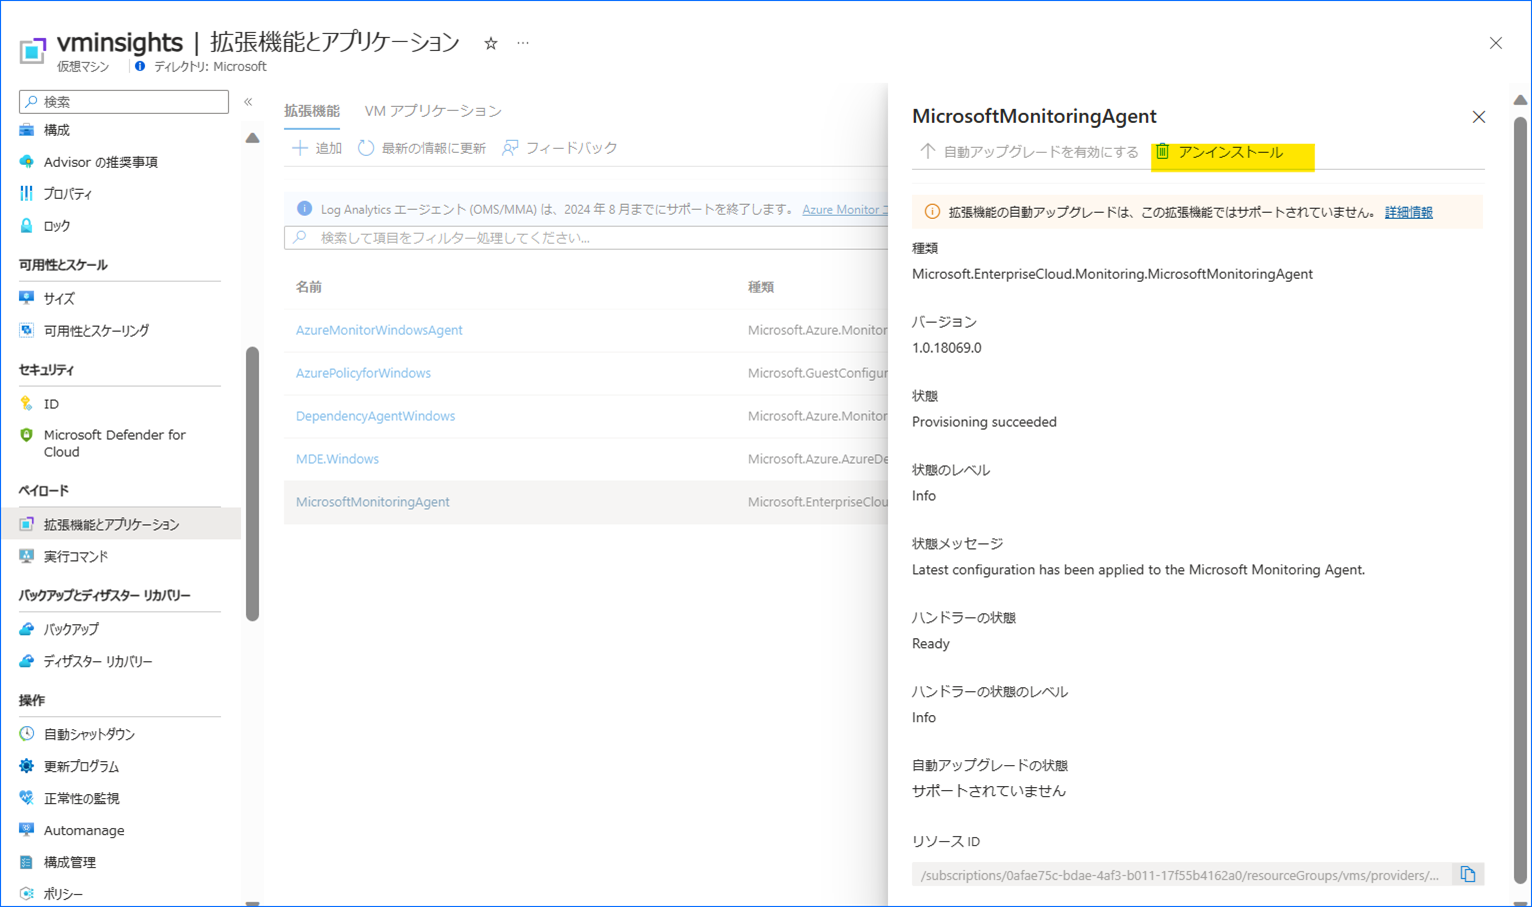 vminsights | 拡張機能とアプリケーション
仮想マシン
ディレクトリ: Microsoft
検索
構成
Advisor の推奨事項
プロパティ
ロック
可用性とスケール
サイズ
可用性とスケーリング
セキュリティ
ID
Microsoft Defender for
Cloud
ペイロード
拡張機能とアプリケーション
実行コマンド
バックアップとディザスター リカバリー
バックアップ
ディザスター リカバリー
操作
自動シャットダウン
更新プログラム
正常性の監視
Automanage
構成管理
ポリシー
拡張機能
VM アプリケーション
追加
最新の情報に更新
フィードバック
Log Analytics エージェント (OMS/MMA) は、2024 年 8 月までにサポートを終了します。 Azure Monitor エ
検索して項目をフィルター処理してください...
名前 種類
AzureMonitorWindowsAgent Microsoft.Azure.Monitor
AzurePolicyforWindows Microsoft.GuestConfigur
DependencyAgentWindows Microsoft.Azure.Monitor
MDE.Windows Microsoft.Azure.AzureDe
MicrosoftMonitoringAgent Microsoft.EnterpriseClou
MicrosoftMonitoringAgent
自動アップグレードを有効にする
アンインストール
拡張機能の自動アップグレードは、この拡張機能ではサポートされていません。 詳細情報
種類
Microsoft.EnterpriseCloud.Monitoring.MicrosoftMonitoringAgent
バージョン
1.0.18069.0
状態
Provisioning succeeded
状態のレベル
Info
状態メッセージ
Latest configuration has been applied to the Microsoft Monitoring Agent.
ハンドラーの状態
Ready
ハンドラーの状態のレベル
Info
自動アップグレードの状態
サポートされていません
リソース ID
/subscriptions/0afae75c-bdae-4af3-b011-17f55b4162a0/resourceGroups/vms/providers/...